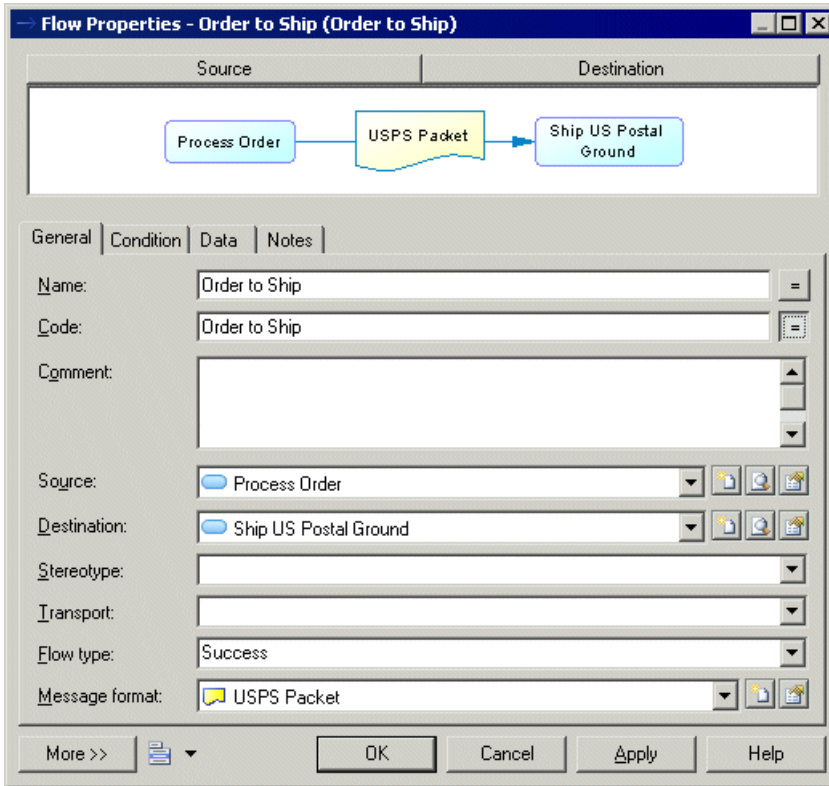 Flow Properties - Order to Ship (Order to Ship)
Source Destination
Process Order
USPS Packet
Ship US Postal
Ground
General Condition Data Notes
Name: Order to Ship =
Code: Order to Ship =
Comment:
Source: Process Order
Destination: Ship US Postal Ground
Stereotype:
Transport:
Flow type: Success
Message format: USPS Packet
More >> OK Cancel Apply Help